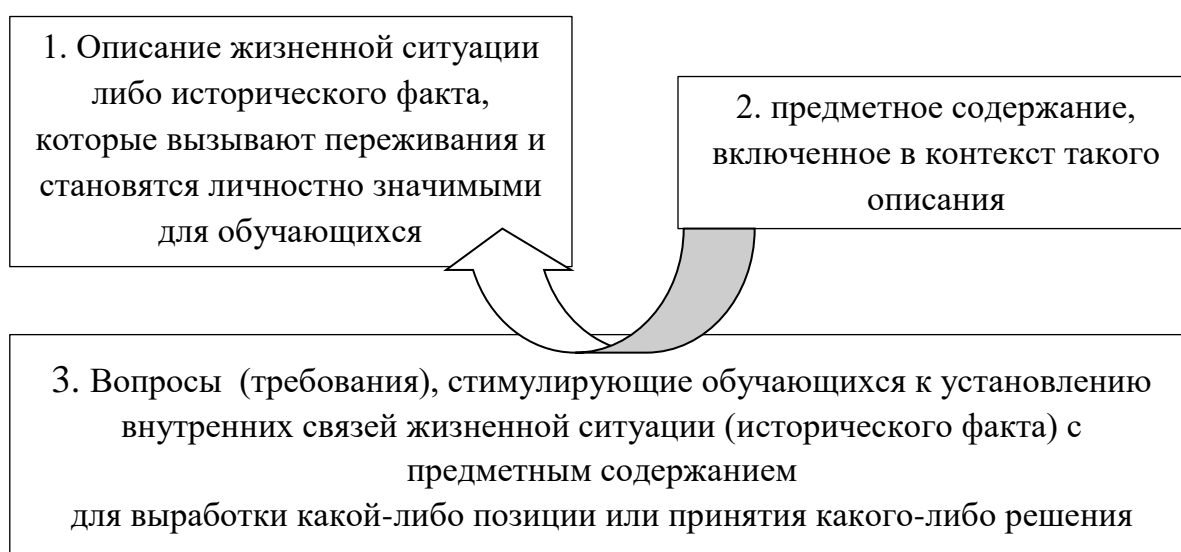 1. Описание жизненной ситуации
либо исторического факта,
которые вызывают переживания и
становятся личностно значимыми
для обучающихся
2. предметное содержание,
включенное в контекст такого
описания
3. Вопросы (требования), стимулирующие обучающихся к установлению
внутренних связей жизненной ситуации (исторического факта) с
предметным содержанием
для выработки какой-либо позиции или принятия какого-либо решения